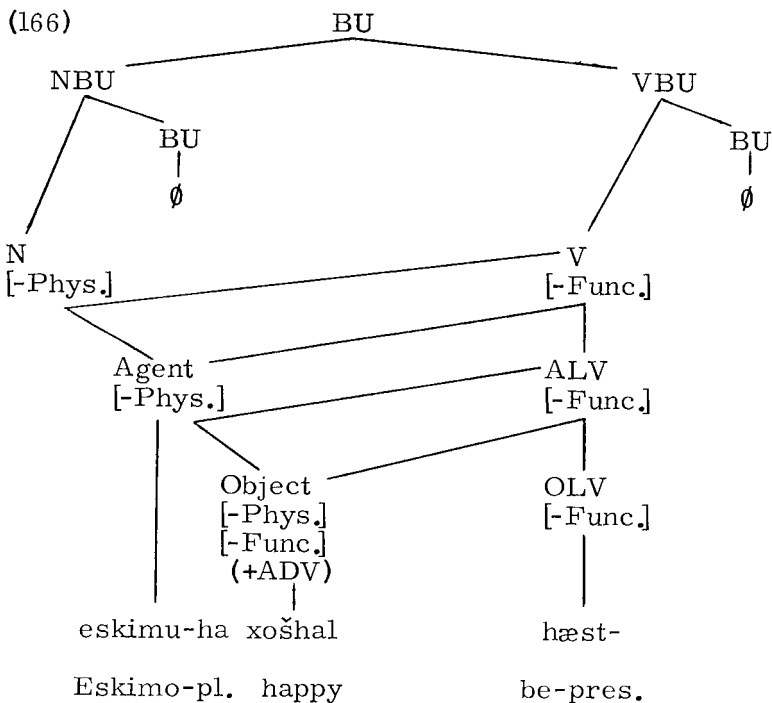 (166) BU
NBU VBU
BU BU
ø ø
N V
[-Phys.] [-Func.]
Agent ALV
[-Phys.] [-Func.]
Object OLV
[-Phys.] [-Func.]
[-Func.]
(+ADV)
eskimu-ha xošhal hæst-
Eskimo-pl. happy be-pres.